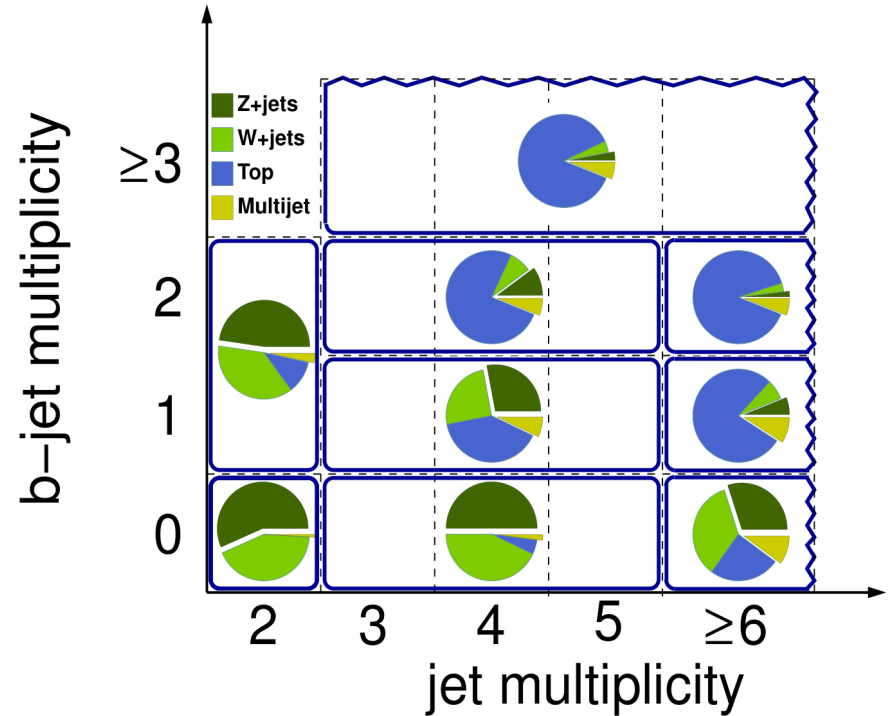 b−jet multiplicity
≥3
2
1
0
Z+jets
W+jets
Top
Multijet
2 3 4 5 ≥6
jet multiplicity